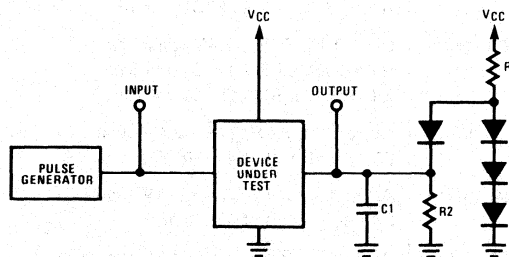 VCC
VCC
INPUT
OUTPUT
PULSE
GENERATOR
DEVICE
UNDER
TEST
C1
R2